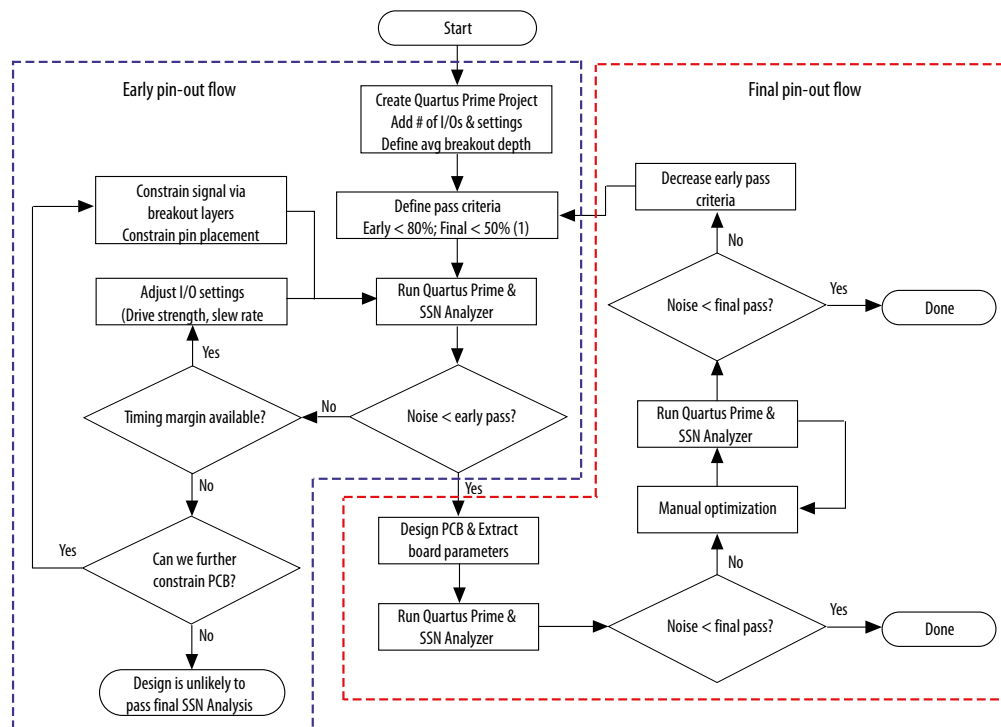 Start
Early pin-out flow
Final pin-out flow
Create Quartus Prime Project
Add # of I/Os & settings
Define avg breakout depth
Constrain signal via
breakout layers
Constrain pin placement
Define pass criteria
Early < 80%; Final < 50% (1)
Decrease early pass
criteria
No
Adjust I/O settings
(Drive strength, slew rate
Run Quartus Prime &
SSN Analyzer
Noise < final pass?
Yes
Done
Yes
Timing margin available?
No
Noise < early pass?
Run Quartus Prime &
SSN Analyzer
No
Yes
Manual optimization
Design PCB & Extract
board parameters
Yes
Can we further
constrain PCB?
No
Run Quartus Prime &
SSN Analyzer
Noise < final pass?
Yes
Done
No
Design is unlikely to
pass final SSN Analysis